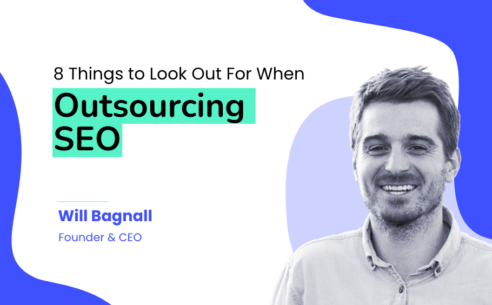 8 Things to Look Out For When
Outsourcing
SEO
Will Bagnall
Founder & CEO